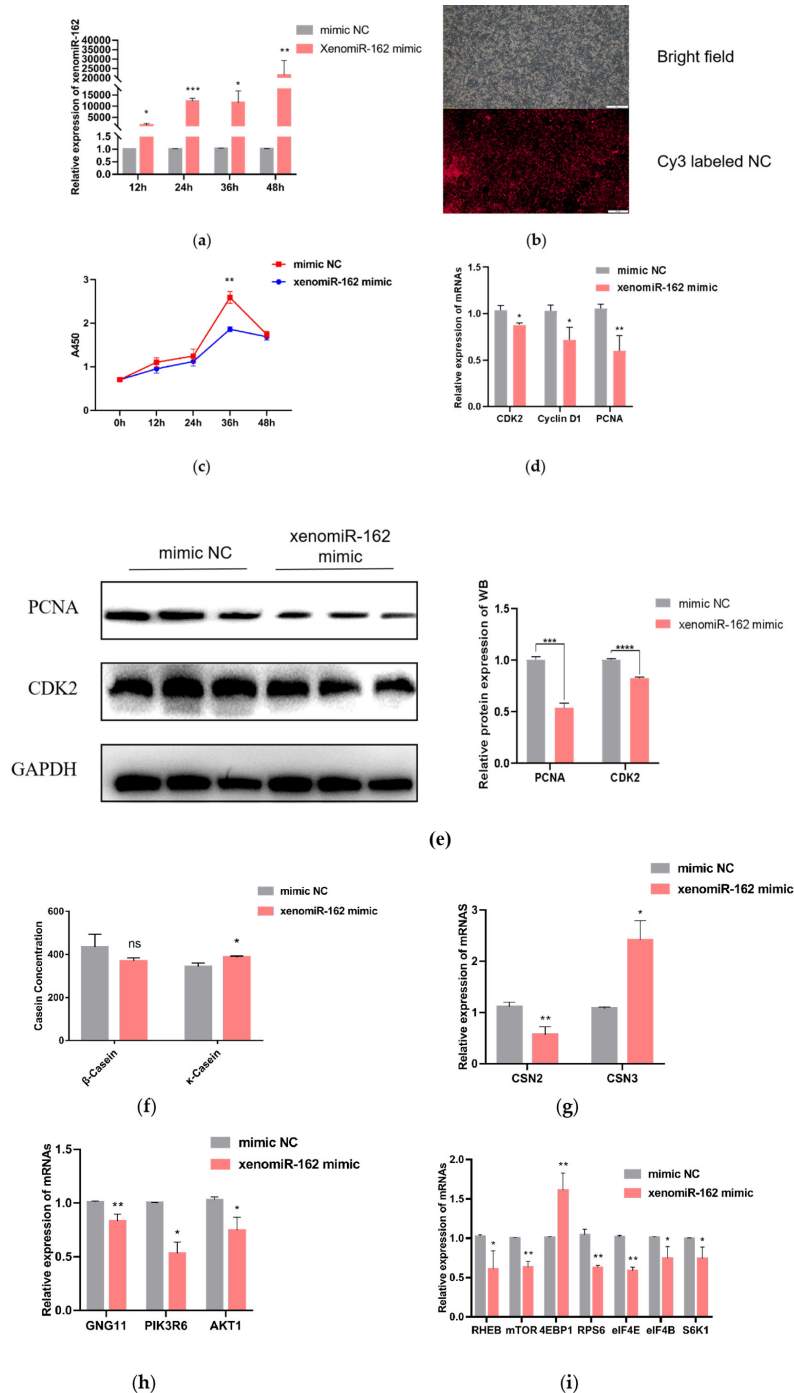 mimic NC
XenomiR-162 mimic
Relative expression of xenomiR-162
40000
35000
30000
25000
20000
15000
10000
5000
1.5
1.0
0.5
0.0
*
***
*
**
12h
24h
36h
48h
(a)
Bright field
Cy3 labeled NC
(b)
mimic NC
xenomiR-162 mimic
A450
3
2
1
0
**
0h
12h
24h
36h
48h
(c)
mimic NC
xenomiR-162 mimic
Relative expression of mRNAs
1.5
1.0
0.5
0.0
*
*
**
CDK2
Cyclin D1
PCNA
(d)
mimic NC
xenomiR-162
mimic
PCNA
CDK2
GAPDH
mimic NC
xenomiR-162 mimic
Relative protein expression of WB
1.5
1.0
0.5
0.0
***
****
PCNA
CDK2
(e)
mimic NC
xenomiR-162 mimic
Casein Concentration
600
400
200
0
ns
*
β-Casein
κ-Casein
(f)
mimic NC
xenomiR-162 mimic
Relative expression of mRNAS
3
2
1
0
**
*
CSN2
CSN3
(g)
mimic NC
xenomiR-162 mimic
Relative expression of mRNAs
1.5
1.0
0.5
0.0
**
*
*
GNG11
PIK3R6
AKT1
(h)
mimic NC
xenomiR-162 mimic
Relative expression of mRNAs
2.0
1.5
1.0
0.5
0.0
*
**
**
**
**
*
*
RHEB
mTOR
4EBP1
RPS6
eIF4E
eIF4B
S6K1
(i)